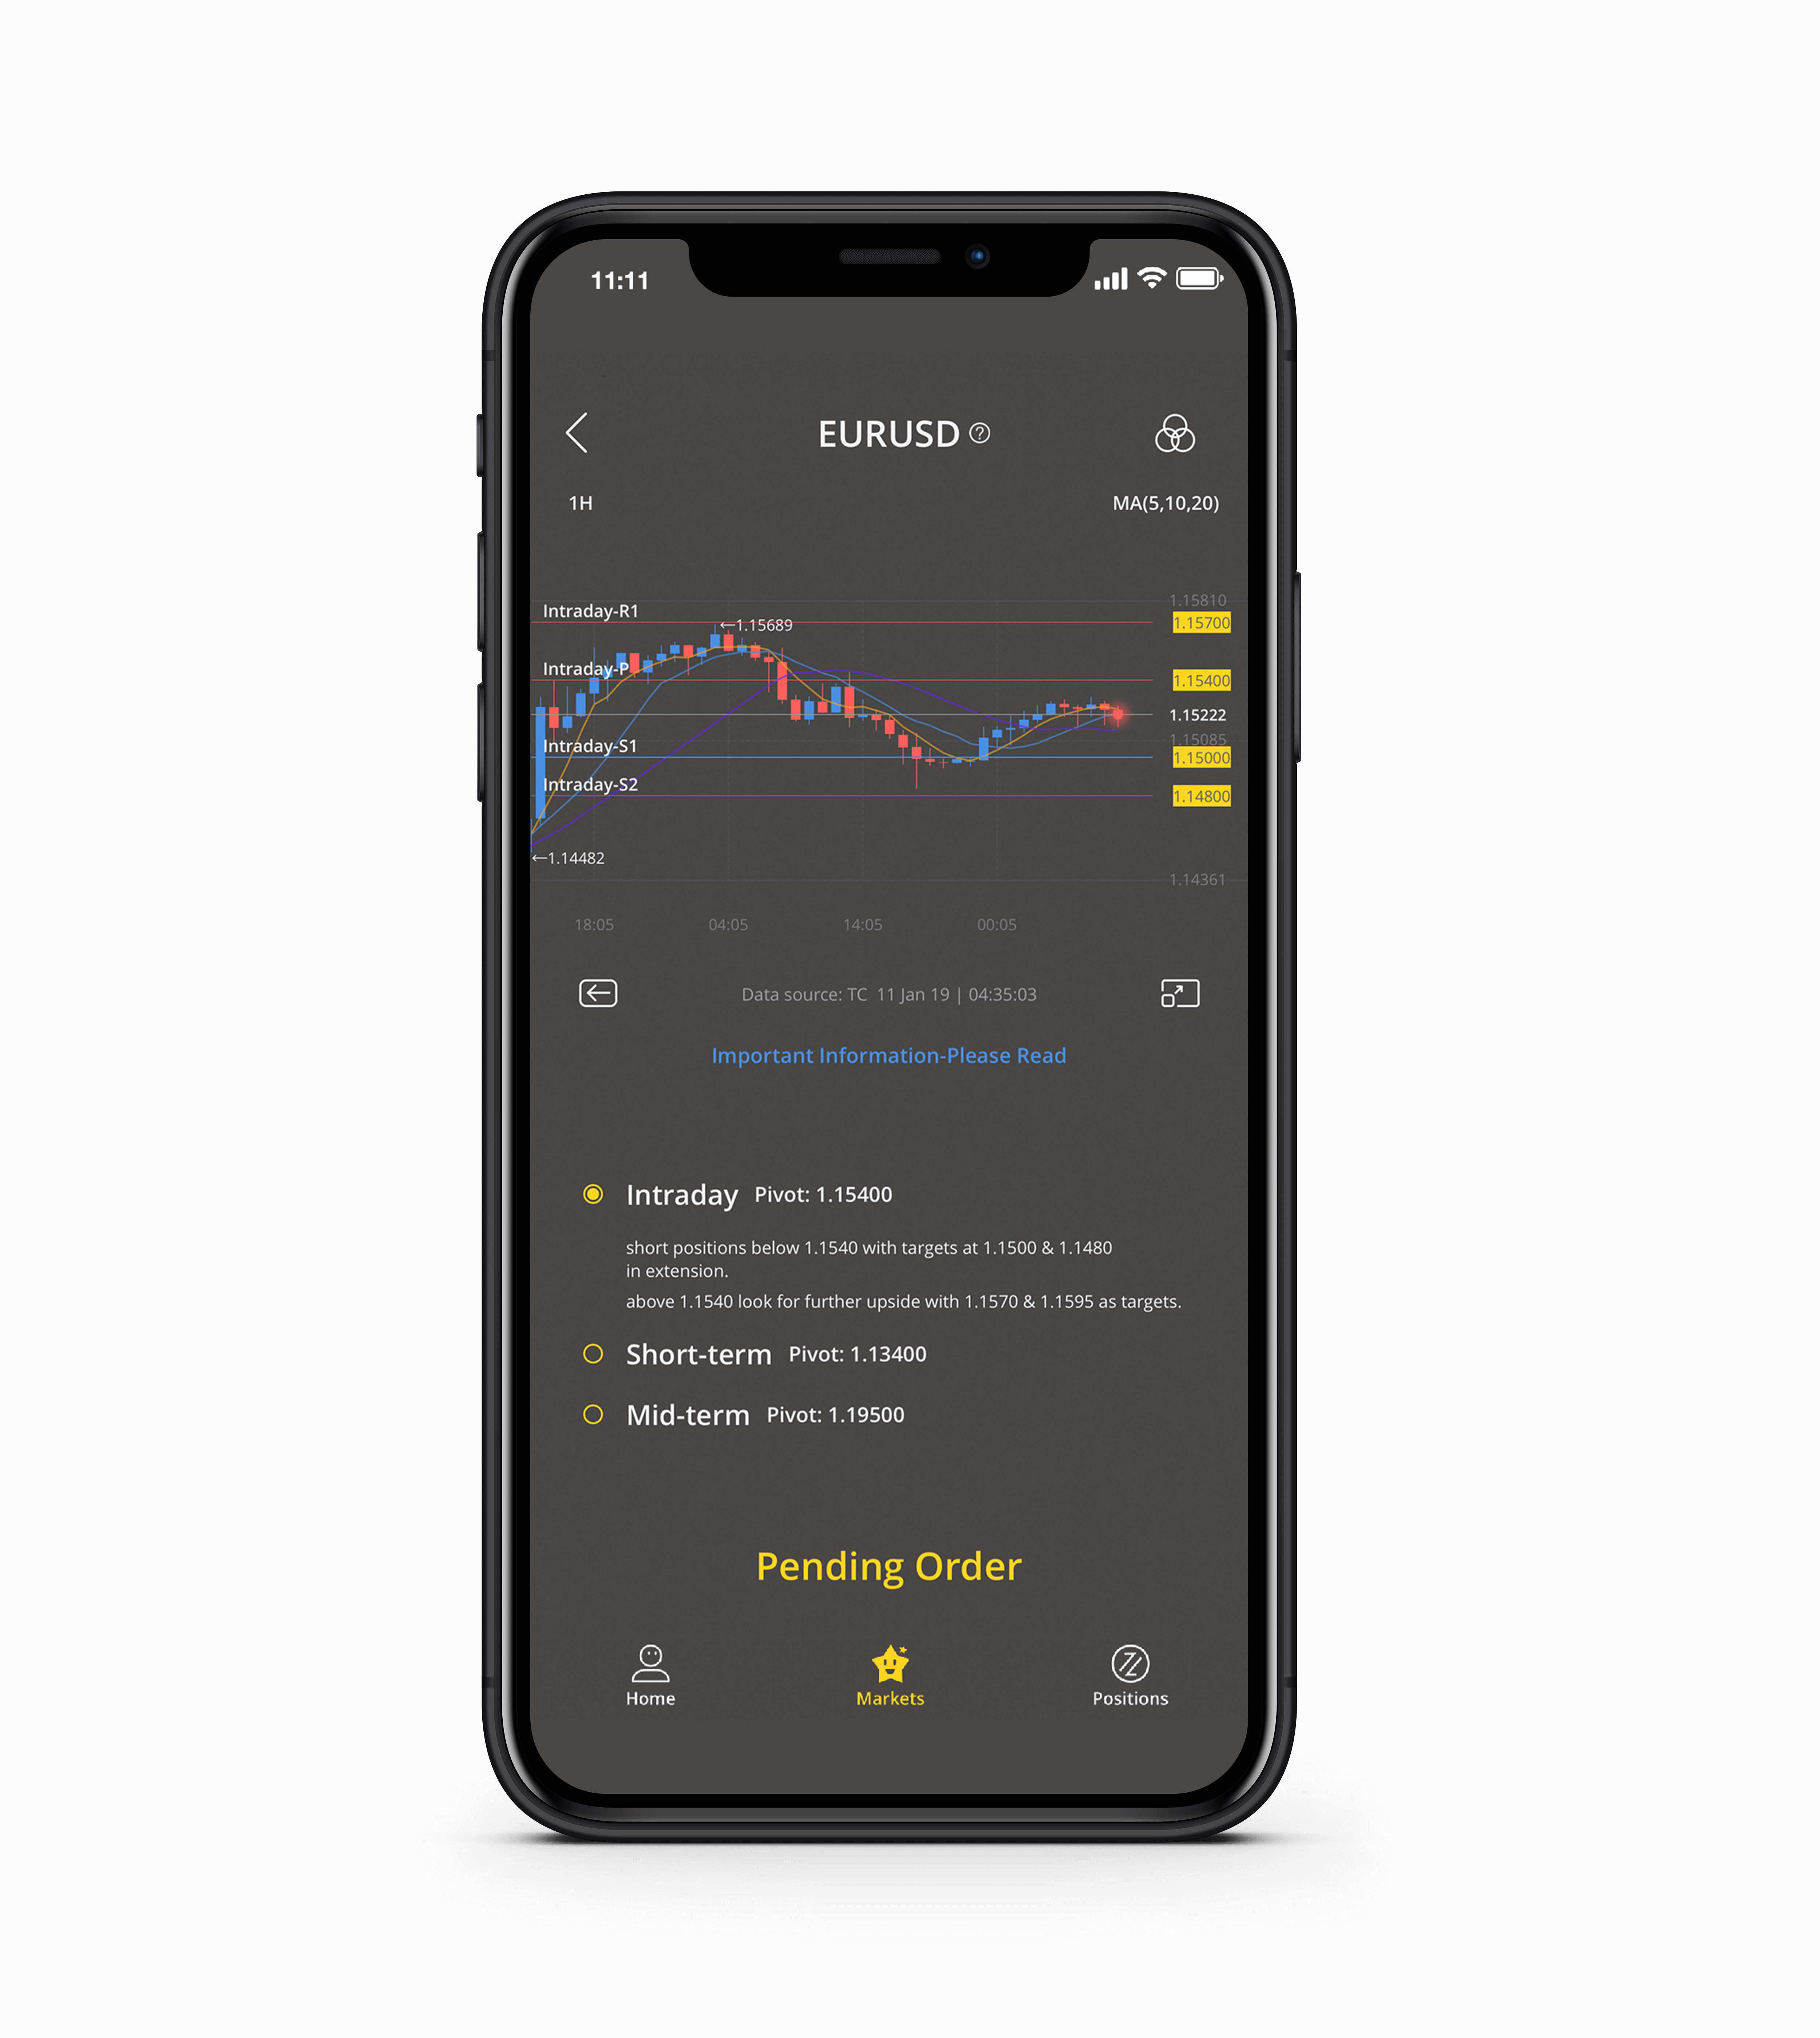 11:11
EURUSD ?
1H MA(5,10,20)
1.15810
Intraday-R1
1.15700
←1.15689
Intraday-P
1.15400
1.15222
1.15085
Intraday-S1
1.15000
Intraday-S2
1.14800
←1.14482
1.14361
18:05 04:05 14:05 00:05
Data source: TC 11 Jan 19 | 04:35:03
Important Information-Please Read
Intraday Pivot: 1.15400
short positions below 1.1540 with targets at 1.1500 & 1.1480
in extension.
above 1.1540 look for further upside with 1.1570 & 1.1595 as targets.
Short-term Pivot: 1.13400
Mid-term Pivot: 1.19500
Pending Order
Home Markets Positions